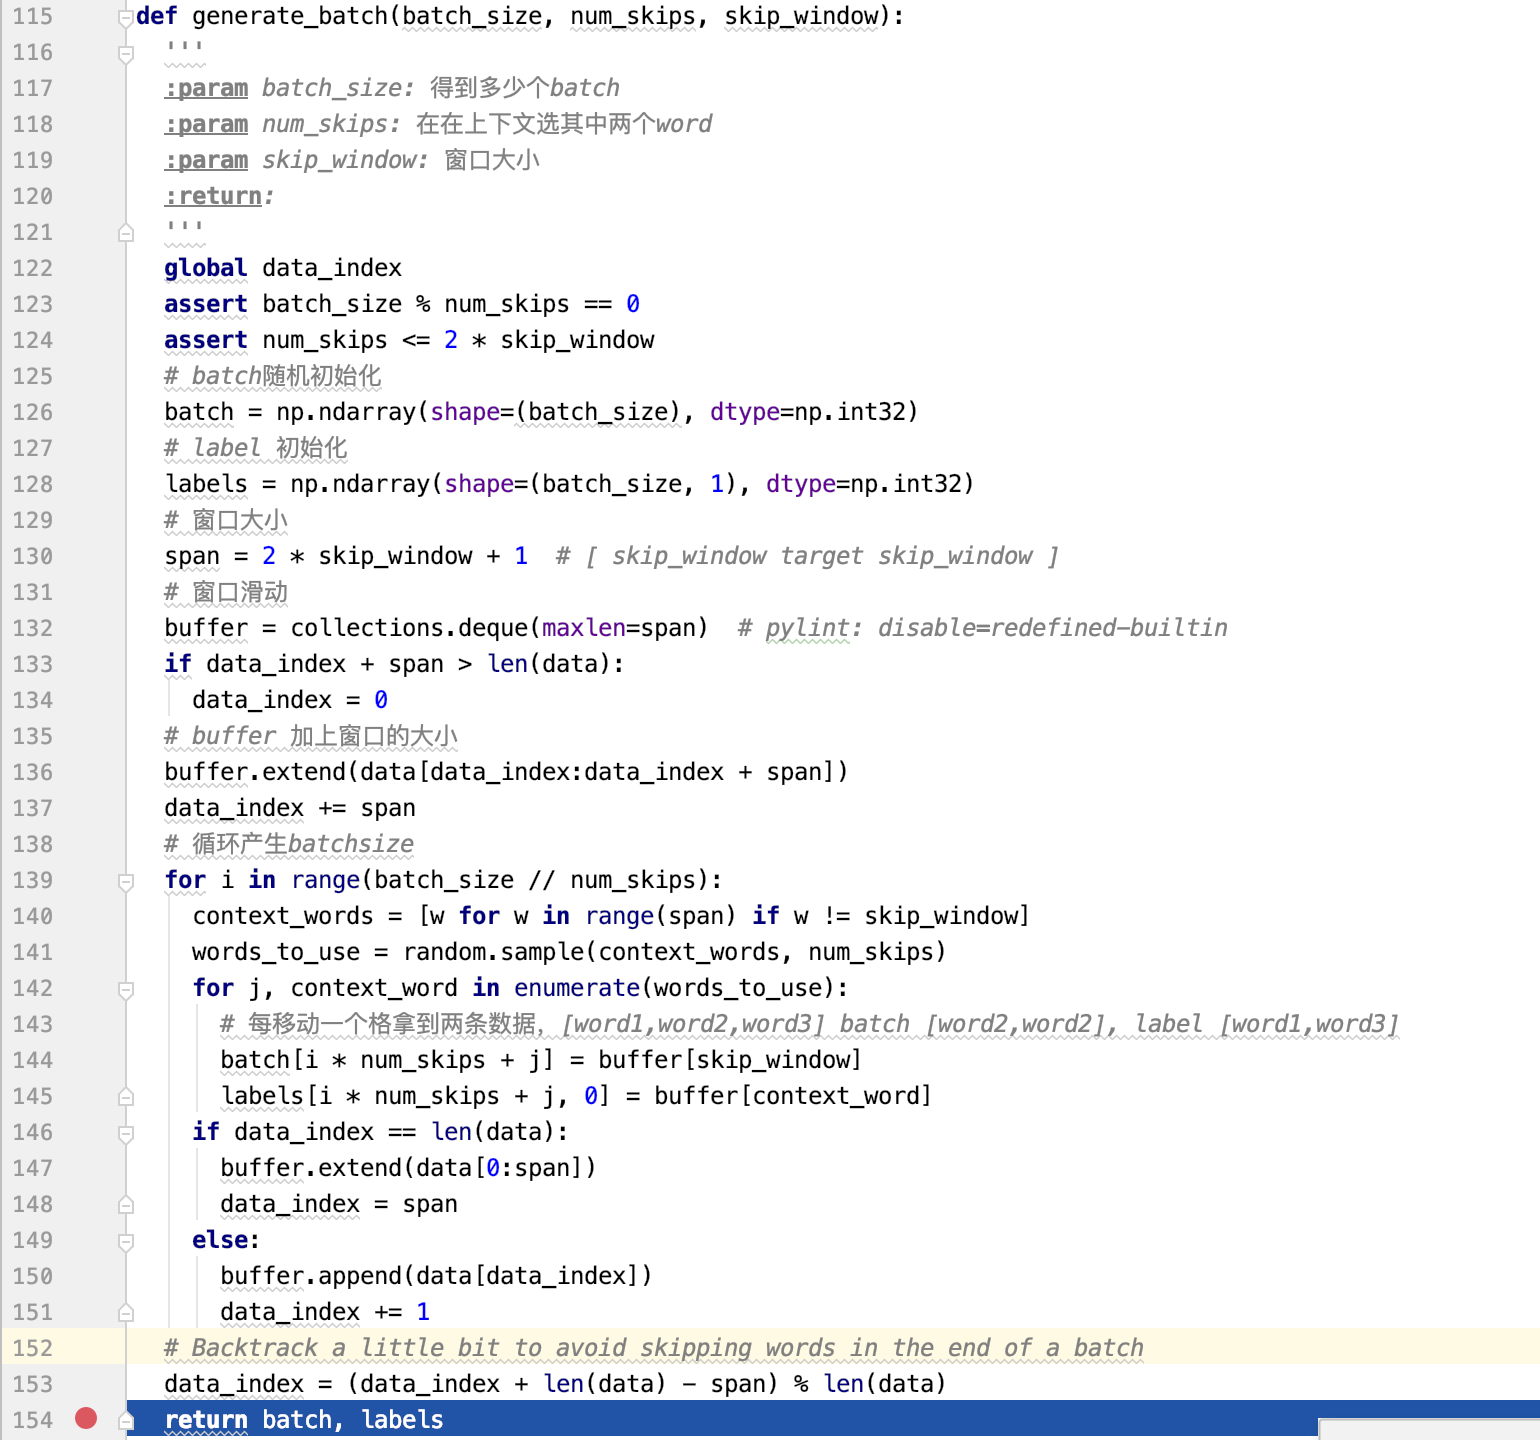 115 def generate_batch(batch_size, num_skips, skip_window):
116 '''
117 :param batch_size: 得到多少个batch
118 :param num_skips: 在在上下文选其中两个word
119 :param skip_window: 窗口大小
120 :return:
121 '''
122 global data_index
123 assert batch_size % num_skips == 0
124 assert num_skips <= 2 * skip_window
125 # batch随机初始化
126 batch = np.ndarray(shape=(batch_size), dtype=np.int32)
127 # label 初始化
128 labels = np.ndarray(shape=(batch_size, 1), dtype=np.int32)
129 # 窗口大小
130 span = 2 * skip_window + 1  # [ skip_window target skip_window ]
131 # 窗口滑动
132 buffer = collections.deque(maxlen=span)  # pylint: disable=redefined-builtin
133 if data_index + span > len(data):
134 data_index = 0
135 # buffer 加上窗口的大小
136 buffer.extend(data[data_index:data_index + span])
137 data_index += span
138 # 循环产生batchsize
139 for i in range(batch_size // num_skips):
140 context_words = [w for w in range(span) if w != skip_window]
141 words_to_use = random.sample(context_words, num_skips)
142 for j, context_word in enumerate(words_to_use):
143 # 每移动一个格拿到两条数据，[word1,word2,word3] batch [word2,word2], label [word1,word3]
144 batch[i * num_skips + j] = buffer[skip_window]
145 labels[i * num_skips + j, 0] = buffer[context_word]
146 if data_index == len(data):
147 buffer.extend(data[0:span])
148 data_index = span
149 else:
150 buffer.append(data[data_index])
151 data_index += 1
152 # Backtrack a little bit to avoid skipping words in the end of a batch
153 data_index = (data_index + len(data) - span) % len(data)
154 return batch, labels